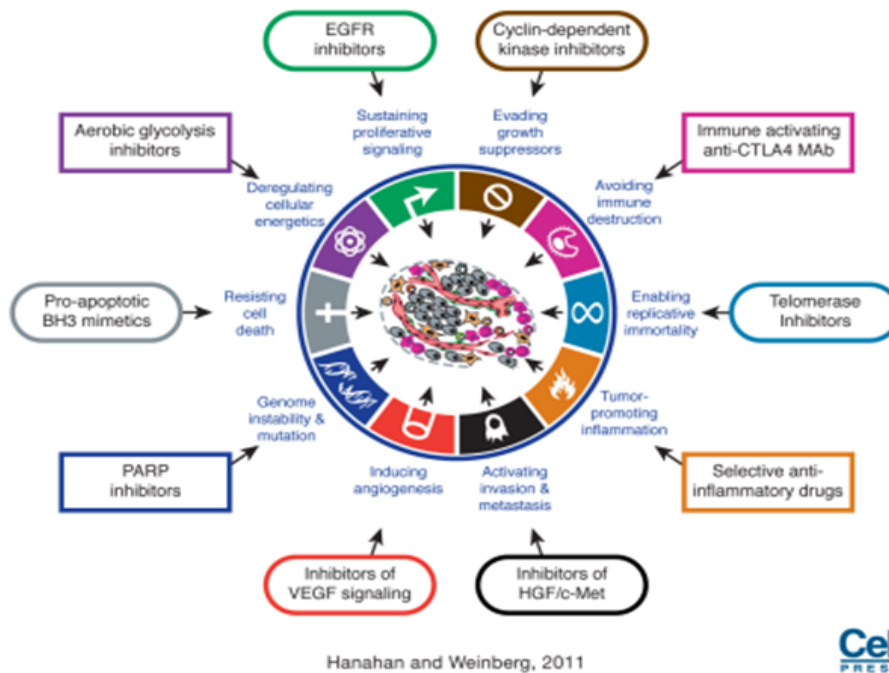 EGFR
inhibitors
Cyclin-dependent
kinase inhibitors
Sustaining
proliferative
signaling
Evading
growth
suppressors
Aerobic glycolysis
inhibitors
Immune activating
anti-CTLA4 MAb
Deregulating
cellular
energetics
Avoiding
immune
destruction
Pro-apoptotic
BH3 mimetics
Resisting
cell
death
Enabling
replicative
immortality
Telomerase
Inhibitors
Genome
instability &
mutation
Tumor-
promoting
inflammation
PARP
inhibitors
Inducing
angiogenesis
Activating
invasion &
metastasis
Selective anti-
inflammatory drugs
Inhibitors of
VEGF signaling
Inhibitors of
HGF/c-Met
Hanahan and Weinberg, 2011
Cel
PRES